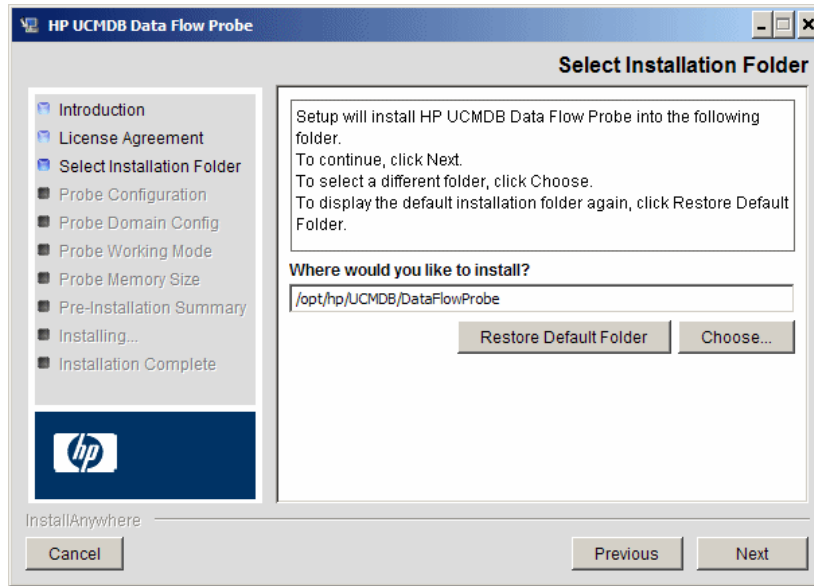 HP UCMDB Data Flow Probe
Select Installation Folder
Introduction
License Agreement
Select Installation Folder
Probe Configuration
Probe Domain Config
Probe Working Mode
Probe Memory Size
Pre-Installation Summary
Installing...
Installation Complete
hp
Setup will install HP UCMDB Data Flow Probe into the following
folder.
To continue, click Next.
To select a different folder, click Choose.
To display the default installation folder again, click Restore Default
Folder.
Where would you like to install?
/opt/hp/UCMDB/DataFlowProbe
Restore Default Folder
Choose...
InstallAnywhere
Cancel
Previous
Next